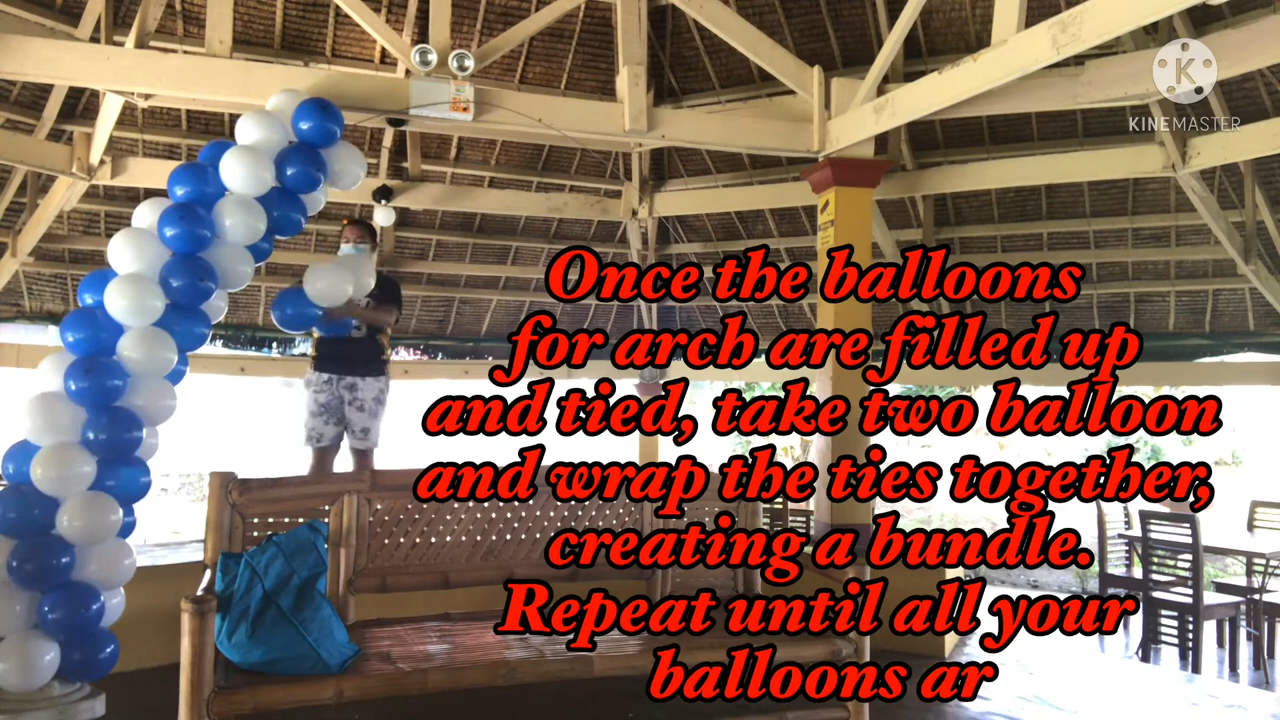 KINEMASTER
Once the balloons
for arch are filled up
and tied, take two balloon
and wrap the ties together,
creating a bundle.
Repeat until all your
balloons ar